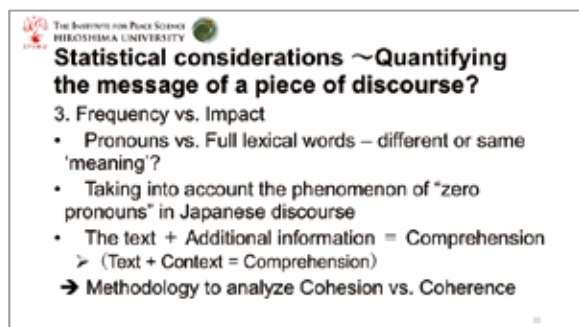 THE INSTITUTE FOR PEACE SCIENCE
HIROSHIMA UNIVERSITY
Statistical considerations ～Quantifying
the message of a piece of discourse?
3. Frequency vs. Impact
• Pronouns vs. Full lexical words – different or same
'meaning'?
• Taking into account the phenomenon of "zero
pronouns" in Japanese discourse
• The text + Additional information = Comprehension
➢ (Text + Context = Comprehension)
➔ Methodology to analyze Cohesion vs. Coherence